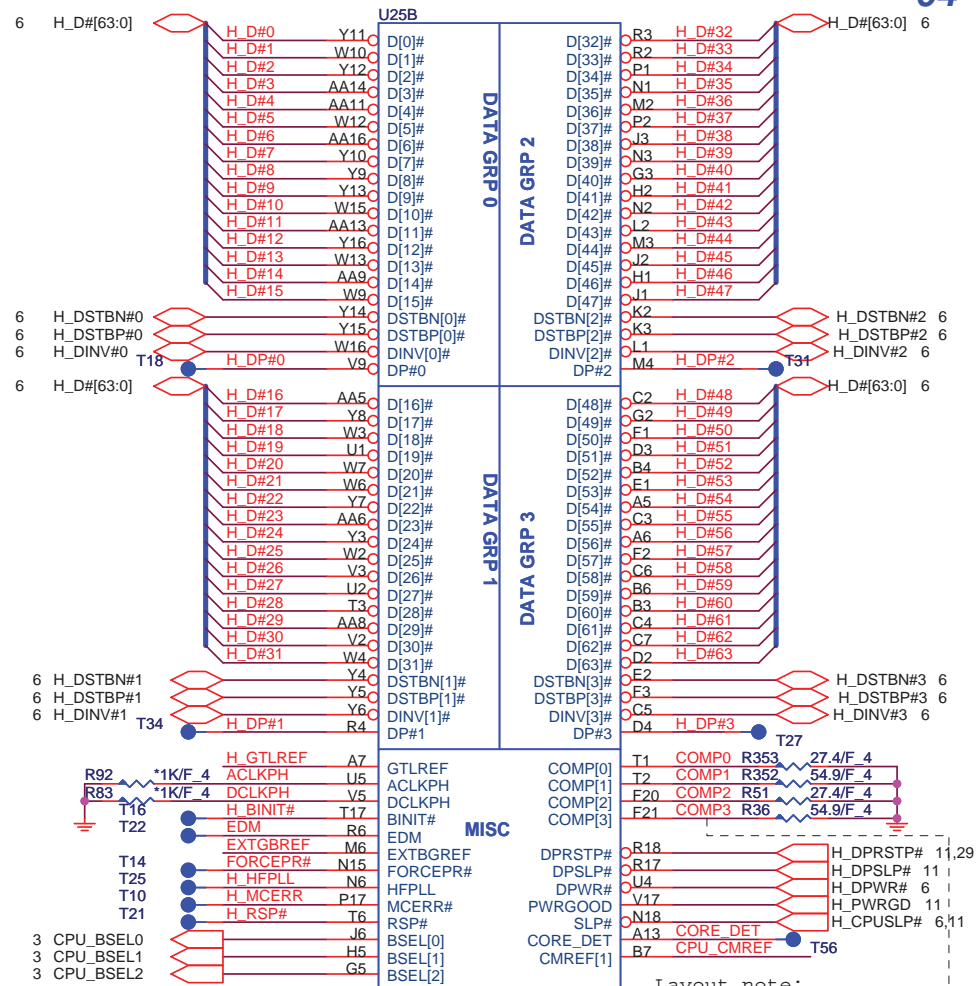 04
U25B
6 H_D#[63:0] H_D#[63:0] 6
H_D#0 Y11 D[0]# D[32]# R3 H_D#32
H_D#1 W10 D[1]# D[33]# R2 H_D#33
H_D#2 Y12 D[2]# D[34]# P1 H_D#34
H_D#3 AA14 D[3]# D[35]# N1 H_D#35
H_D#4 AA11 D[4]# D[36]# M2 H_D#36
H_D#5 W12 D[5]# D[37]# P2 H_D#37
H_D#6 AA16 D[6]# D[38]# J3 H_D#38
H_D#7 Y10 D[7]# D[39]# N3 H_D#39
H_D#8 Y9 D[8]# D[40]# G3 H_D#40
H_D#9 Y13 D[9]# D[41]# H2 H_D#41
H_D#10 W15 D[10]# D[42]# N2 H_D#42
H_D#11 AA13 D[11]# D[43]# L2 H_D#43
H_D#12 Y16 D[12]# D[44]# M3 H_D#44
H_D#13 W13 D[13]# D[45]# J2 H_D#45
H_D#14 AA9 D[14]# D[46]# H1 H_D#46
H_D#15 W9 D[15]# D[47]# J1 H_D#47
DATA GRP 0
DATA GRP 2
6 H_DSTBN#0 Y14 DSTBN[0]# DSTBN[2]# K2 H_DSTBN#2 6
6 H_DSTBP#0 Y15 DSTBP[0]# DSTBP[2]# K3 H_DSTBP#2 6
6 H_DINV#0 W16 DINV[0]# DINV[2]# L1 H_DINV#2 6
T18 H_DP#0 V9 DP#0 DP#2 M4 H_DP#2 T31
6 H_D#[63:0] H_D#[63:0] 6
H_D#16 AA5 D[16]# D[48]# C2 H_D#48
H_D#17 Y8 D[17]# D[49]# G2 H_D#49
H_D#18 W3 D[18]# D[50]# F1 H_D#50
H_D#19 U1 D[19]# D[51]# D3 H_D#51
H_D#20 W7 D[20]# D[52]# B4 H_D#52
H_D#21 W6 D[21]# D[53]# E1 H_D#53
H_D#22 Y7 D[22]# D[54]# A5 H_D#54
H_D#23 AA6 D[23]# D[55]# C3 H_D#55
H_D#24 Y3 D[24]# D[56]# A6 H_D#56
H_D#25 W2 D[25]# D[57]# F2 H_D#57
H_D#26 V3 D[26]# D[58]# C6 H_D#58
H_D#27 U2 D[27]# D[59]# B6 H_D#59
H_D#28 T3 D[28]# D[60]# B3 H_D#60
H_D#29 AA8 D[29]# D[61]# C4 H_D#61
H_D#30 V2 D[30]# D[62]# C7 H_D#62
H_D#31 W4 D[31]# D[63]# D2 H_D#63
DATA GRP 1
DATA GRP 3
6 H_DSTBN#1 Y4 DSTBN[1]# DSTBN[3]# E2 H_DSTBN#3 6
6 H_DSTBP#1 Y5 DSTBP[1]# DSTBP[3]# F3 H_DSTBP#3 6
6 H_DINV#1 Y6 DINV[1]# DINV[3]# C5 H_DINV#3 6
T34 H_DP#1 R4 DP#1 DP#3 D4 H_DP#3 T27
H_GTLREF A7 GTLREF COMP[0] T1 COMP0 R353 27.4/F_4
R92 *1K/F_4 ACLKPH U5 ACLKPH COMP[1] T2 COMP1 R352 54.9/F_4
R83 *1K/F_4 DCLKPH V5 DCLKPH COMP[2] F20 COMP2 R51 27.4/F_4
T16 H_BINIT# T17 BINIT# COMP[3] F21 COMP3 R36 54.9/F_4
T22 EDM R6 EDM
MISC
EXTGBREF M6 EXTBGREF DPRSTP# R18 H_DPRSTP# 11,29
T14 FORCEPR# N15 FORCEPR# DPSLP# R17 H_DPSLP# 11
T25 H_HFPLL N6 HFPLL DPWR# U4 H_DPWR# 6
T10 H_MCERR P17 MCERR# PWRGOOD V17 H_PWRGD 11
T21 H_RSP# T6 RSP# SLP# N18 H_CPUSLP# 6,11
3 CPU_BSEL0 J6 BSEL[0] CORE_DET A13 CORE_DET T56
3 CPU_BSEL1 H5 BSEL[1] CMREF[1] B7 CPU_CMREF
3 CPU_BSEL2 G5 BSEL[2]
Layout note: